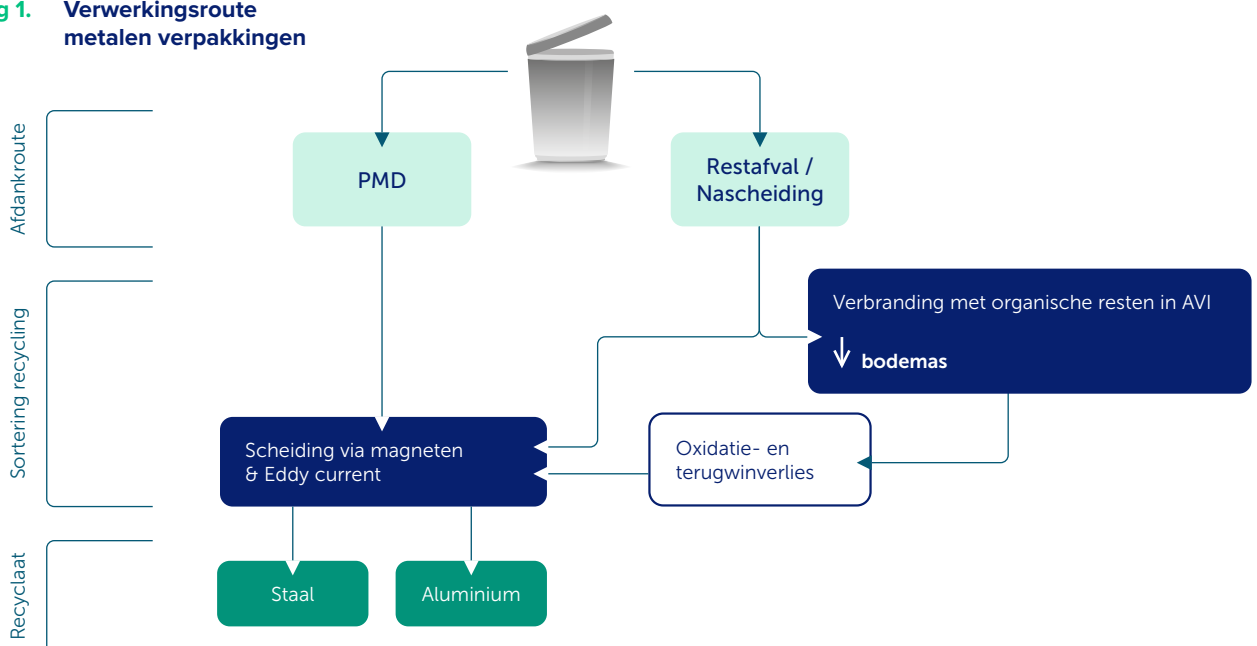 g 1. Verwerkingsroute
metalen verpakkingen
Afdankroute
PMD
Restafval /
Nascheiding
Sortering recycling
Verbranding met organische resten in AVI
↓ bodemas
Scheiding via magneten
& Eddy current
Oxidatie- en
terugwinverlies
Recyclaat
Staal
Aluminium